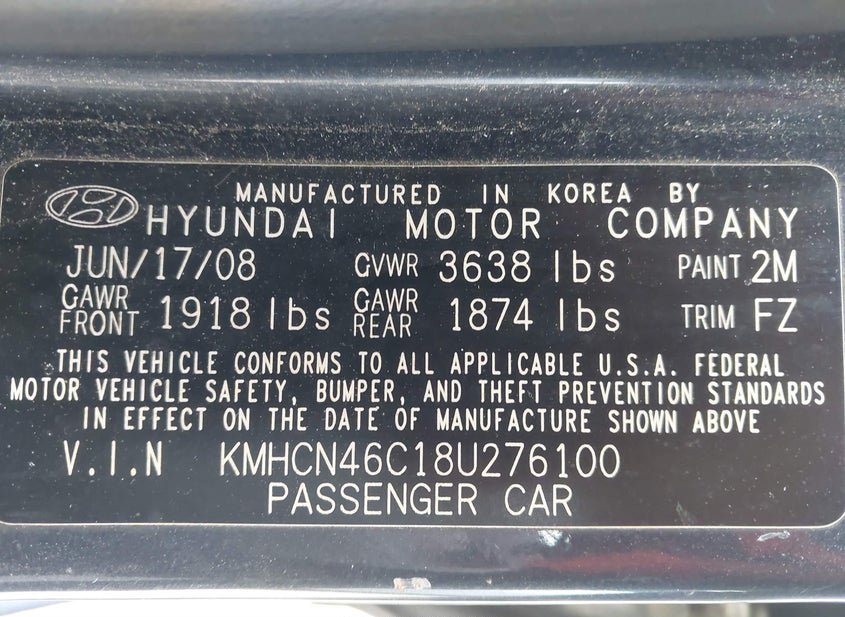 MANUFACTURED IN KOREA BY
HYUNDAI MOTOR COMPANY
JUN/17/08 GVWR 3638 lbs PAINT 2M
GAWR FRONT 1918 lbs GAWR REAR 1874 lbs TRIM FZ
THIS VEHICLE CONFORMS TO ALL APPLICABLE U.S.A. FEDERAL
MOTOR VEHICLE SAFETY, BUMPER, AND THEFT PREVENTION STANDARDS
IN EFFECT ON THE DATE OF MANUFACTURE SHOWN ABOVE
V.I.N KMHCN46C18U276100
PASSENGER CAR